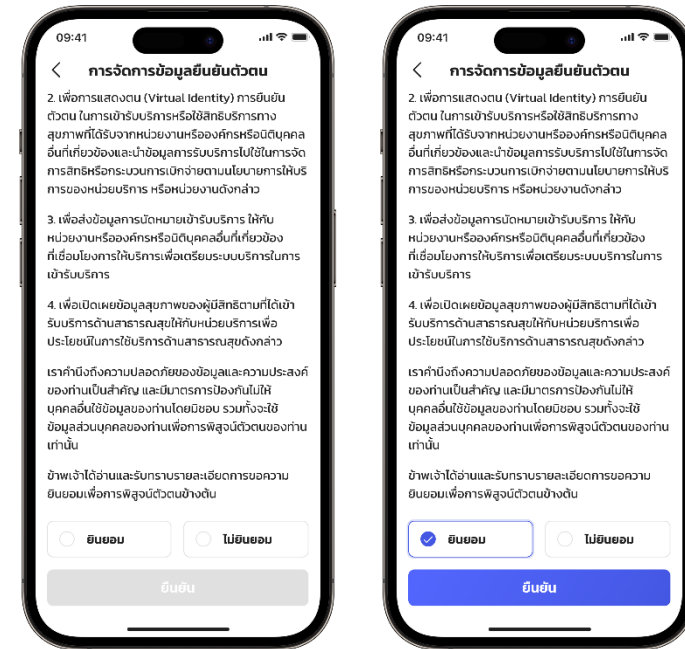 09:41
การจัดการข้อมูลยืนยันตัวตน
2. เพื่อการแสดงตน (Virtual Identity) การยืนยัน
ตัวตน ในการเข้ารับบริการหรือใช้สิทธิบริการทาง
สุขภาพที่ได้รับจากหน่วยงานหรือองค์กรหรือนิติบุคคล
อื่นที่เกี่ยวข้องและนำข้อมูลการรับบริการไปใช้ในการจัด
การสิทธิหรือกระบวนการเบิกจ่ายตามนโยบายการให้บริ
การของหน่วยบริการ หรือหน่วยงานดังกล่าว
3. เพื่อส่งข้อมูลการนัดหมายเข้ารับบริการ ให้กับ
หน่วยงานหรือองค์กรหรือนิติบุคคลอื่นที่เกี่ยวข้อง
ที่เชื่อมโยงการให้บริการเพื่อเตรียมระบบบริการในการ
เข้ารับบริการ
4. เพื่อเปิดเผยข้อมูลสุขภาพของผู้มีสิทธิตามที่ได้เข้า
รับบริการด้านสาธารณสุขให้กับหน่วยบริการเพื่อ
ประโยชน์ในการใช้บริการด้านสาธารณสุขดังกล่าว
เราคำนึงถึงความปลอดภัยของข้อมูลและความประสงค์
ของท่านเป็นสำคัญ และมีมาตรการป้องกันไม่ให้
บุคคลอื่นใช้ข้อมูลของท่านโดยมิชอบ รวมทั้งจะใช้
ข้อมูลส่วนบุคคลของท่านเพื่อการพิสูจน์ตัวตนของท่าน
เท่านั้น
ข้าพเจ้าได้อ่านและรับทราบรายละเอียดการขอความ
ยินยอมเพื่อการพิสูจน์ตัวตนข้างต้น
ยินยอม
ไม่ยินยอม
ยืนยัน
09:41
การจัดการข้อมูลยืนยันตัวตน
2. เพื่อการแสดงตน (Virtual Identity) การยืนยัน
ตัวตน ในการเข้ารับบริการหรือใช้สิทธิบริการทาง
สุขภาพที่ได้รับจากหน่วยงานหรือองค์กรหรือนิติบุคคล
อื่นที่เกี่ยวข้องและนำข้อมูลการรับบริการไปใช้ในการจัด
การสิทธิหรือกระบวนการเบิกจ่ายตามนโยบายการให้บริ
การของหน่วยบริการ หรือหน่วยงานดังกล่าว
3. เพื่อส่งข้อมูลการนัดหมายเข้ารับบริการ ให้กับ
หน่วยงานหรือองค์กรหรือนิติบุคคลอื่นที่เกี่ยวข้อง
ที่เชื่อมโยงการให้บริการเพื่อเตรียมระบบบริการในการ
เข้ารับบริการ
4. เพื่อเปิดเผยข้อมูลสุขภาพของผู้มีสิทธิตามที่ได้เข้า
รับบริการด้านสาธารณสุขให้กับหน่วยบริการเพื่อ
ประโยชน์ในการใช้บริการด้านสาธารณสุขดังกล่าว
เราคำนึงถึงความปลอดภัยของข้อมูลและความประสงค์
ของท่านเป็นสำคัญ และมีมาตรการป้องกันไม่ให้
บุคคลอื่นใช้ข้อมูลของท่านโดยมิชอบ รวมทั้งจะใช้
ข้อมูลส่วนบุคคลของท่านเพื่อการพิสูจน์ตัวตนของท่าน
เท่านั้น
ข้าพเจ้าได้อ่านและรับทราบรายละเอียดการขอความ
ยินยอมเพื่อการพิสูจน์ตัวตนข้างต้น
ยินยอม
ไม่ยินยอม
ยืนยัน